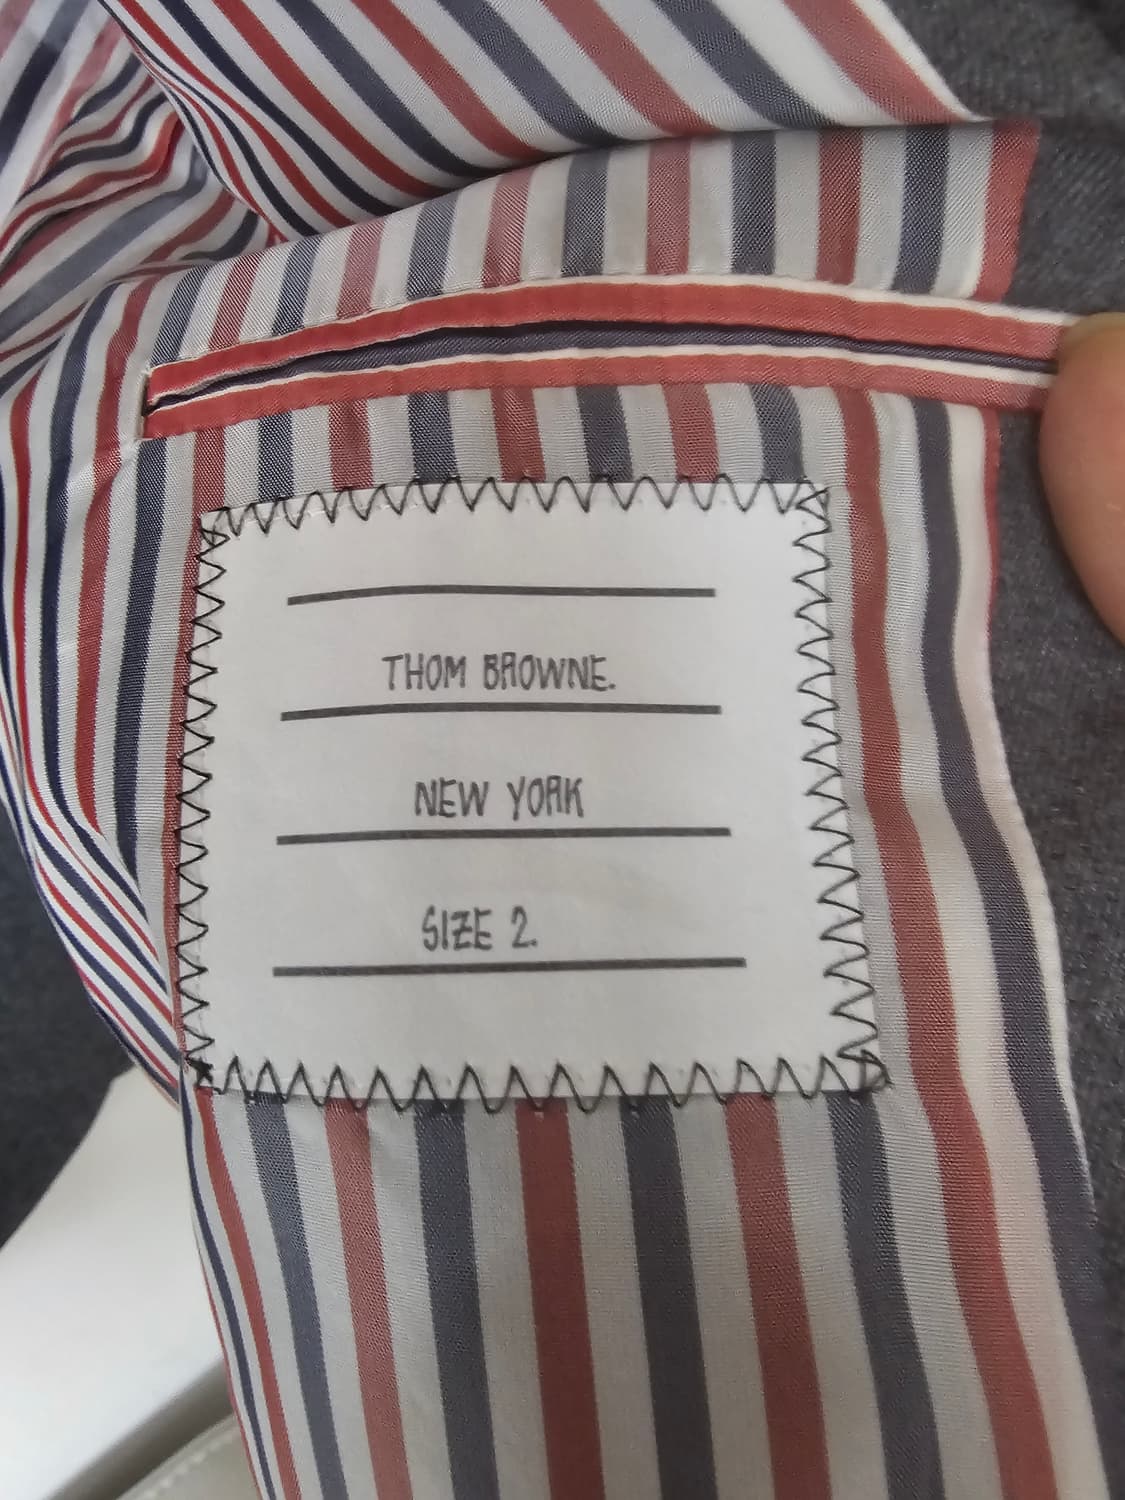 THOM BROWNE.
NEW YORK
SIZE 2.